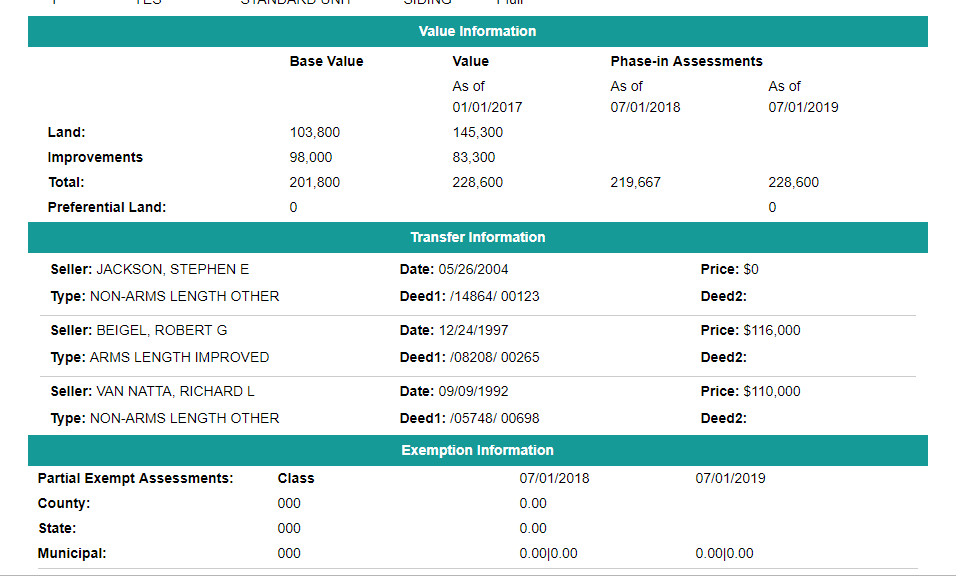 YES STANDARD UNIT SIDING 1 full
Value Information
Base Value Value Phase-in Assessments
As of As of As of
01/01/2017 07/01/2018 07/01/2019
Land: 103,800 145,300
Improvements 98,000 83,300
Total: 201,800 228,600 219,667 228,600
Preferential Land: 0 0
Transfer Information
Seller: JACKSON, STEPHEN E Date: 05/26/2004 Price: $0
Type: NON-ARMS LENGTH OTHER Deed1: /14864/ 00123 Deed2:
Seller: BEIGEL, ROBERT G Date: 12/24/1997 Price: $116,000
Type: ARMS LENGTH IMPROVED Deed1: /08208/ 00265 Deed2:
Seller: VAN NATTA, RICHARD L Date: 09/09/1992 Price: $110,000
Type: NON-ARMS LENGTH OTHER Deed1: /05748/ 00698 Deed2:
Exemption Information
Partial Exempt Assessments: Class 07/01/2018 07/01/2019
County: 000 0.00
State: 000 0.00
Municipal: 000 0.00|0.00 0.00|0.00